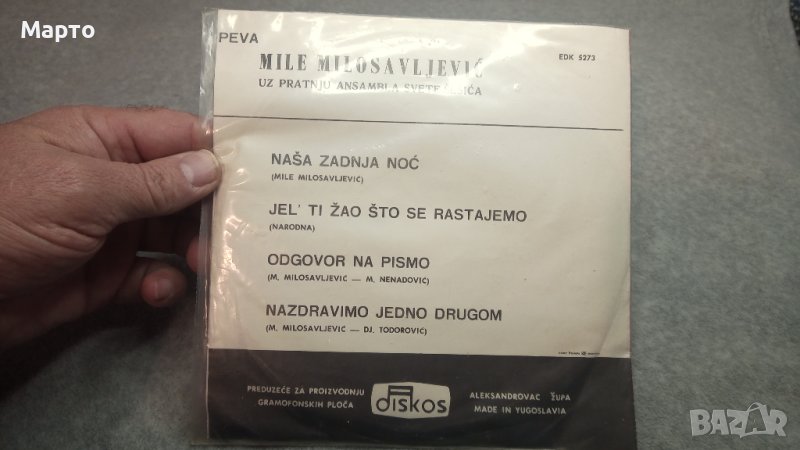 Марто
PEVA
EDK 5273
MILE MILOSAVLJEVIĆ
UZ PRATNJU ANSAMBLA SVETE
NAŠA ZADNJA NOĆ
(MILE MILOSAVLJEVIĆ)
JEL' TI ŽAO ŠTO SE RASTAJEMO
(NARODNA)
ODGOVOR NA PISMO
(M. MILOSAVLJEVIĆ — M. NENADOVIĆ)
NAZDRAVIMO JEDNO DRUGOM
(M. MILOSAVLJEVIĆ — DJ. TODOROVIĆ)
PREDUZEĆE ZA PROIZVODNJU
GRAMOFONSKIH PLOČA
DISKOS
ALEKSANDROVAC ŽUPA
MADE IN YUGOSLAVIA
BAZAR